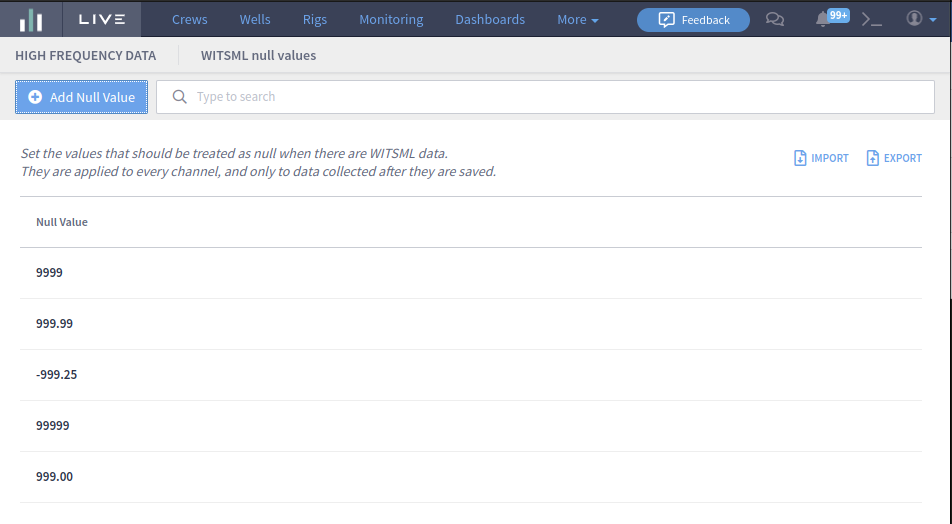 LIVE Crews Wells Rigs Monitoring Dashboards More Feedback 99+
HIGH FREQUENCY DATA WITSML null values
Add Null Value Type to search
Set the values that should be treated as null when there are WITSML data.
They are applied to every channel, and only to data collected after they are saved.
IMPORT EXPORT
Null Value
9999
999.99
-999.25
99999
999.00